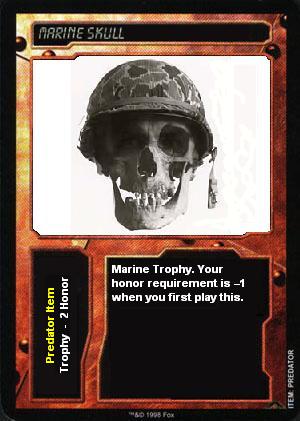 MARINE SKULL
Predator Item
Trophy - 2 Honor
Marine Trophy. Your
honor requirement is –1
when you first play this.
™&© 1998 Fox
ITEM: PREDATOR